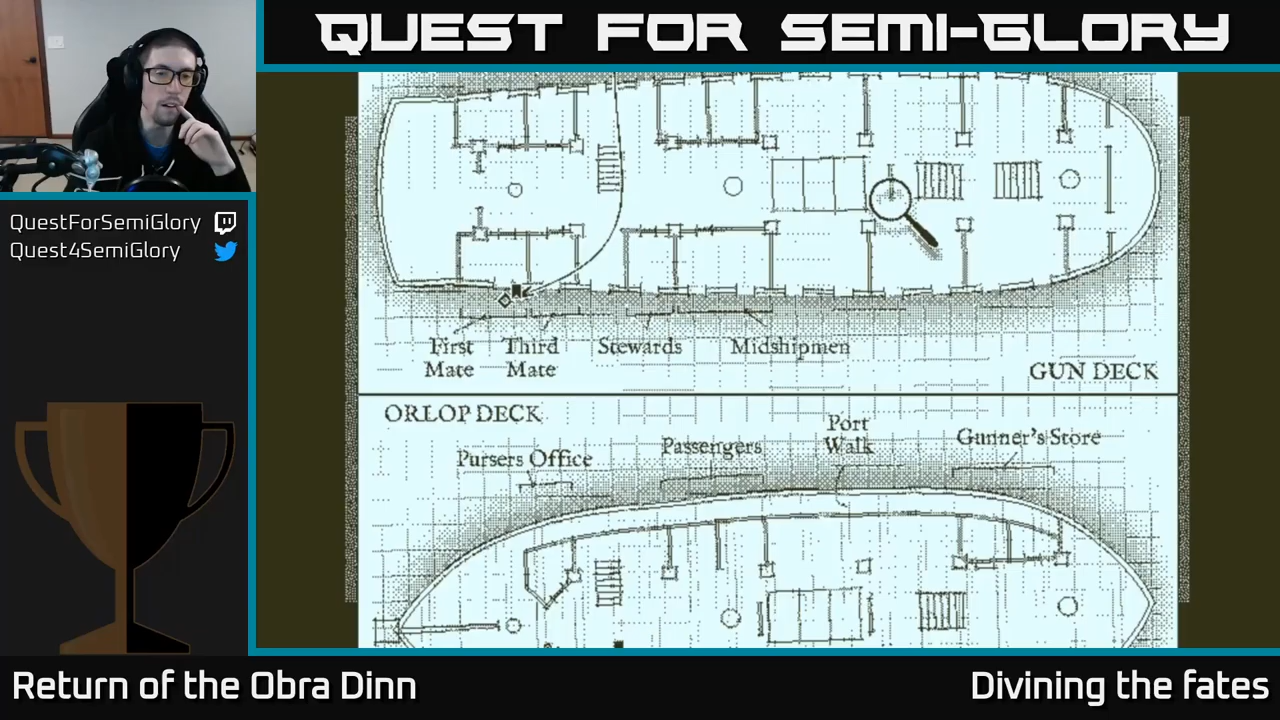 QUEST FOR SEMI-GLORY
QuestForSemiGlory
Quest4SemiGlory
First Mate
Third Mate
Stewards
Midshipmen
GUN DECK
ORLOP DECK
Pursers Office
Passengers
Port Walk
Gunner's Store
Return of the Obra Dinn
Divining the fates